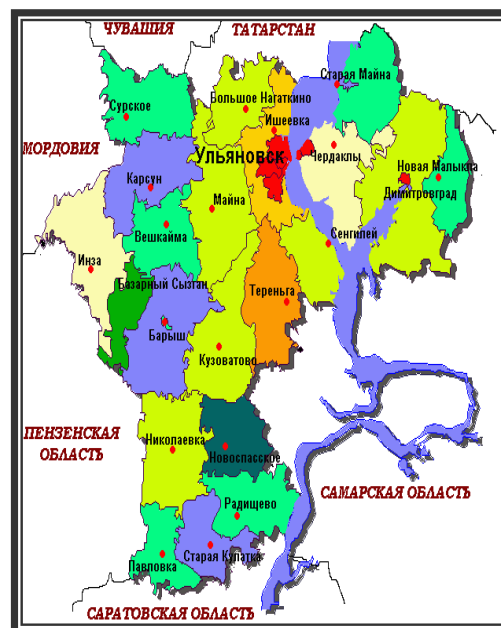 ЧУВАШИЯ
ТАТАРСТАН
Старая Майна
Сурское
Большое Нагаткино
Ишеевка
МОРДОВИЯ
Ульяновск
Чердаклы
Новая Малыкла
Карсун
Димитровград
Майна
Вешкайма
Сенгилей
Инза
Базарный Сызган
Тереньга
Барыш
Кузоватово
ПЕНЗЕНСКАЯ
ОБЛАСТЬ
Николаевка
Новоспасское
САМАРСКАЯ ОБЛАСТЬ
Радищево
Старая Кулатка
Павловка
САРАТОВСКАЯ ОБЛАСТЬ